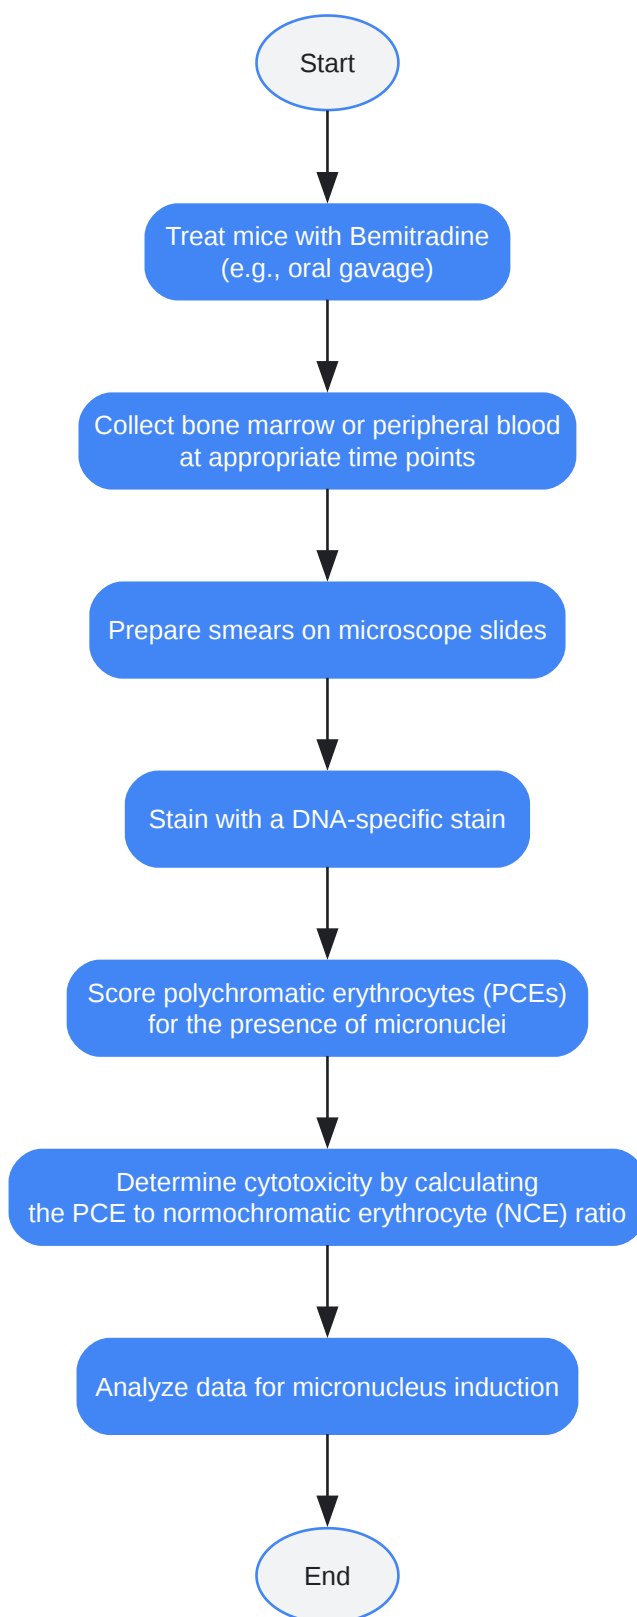 Start
Treat mice with Bemitradine
(e.g., oral gavage)
Collect bone marrow or peripheral blood
at appropriate time points
Prepare smears on microscope slides
Stain with a DNA-specific stain
Score polychromatic erythrocytes (PCEs)
for the presence of micronuclei
Determine cytotoxicity by calculating
the PCE to normochromatic erythrocyte (NCE) ratio
Analyze data for micronucleus induction
End